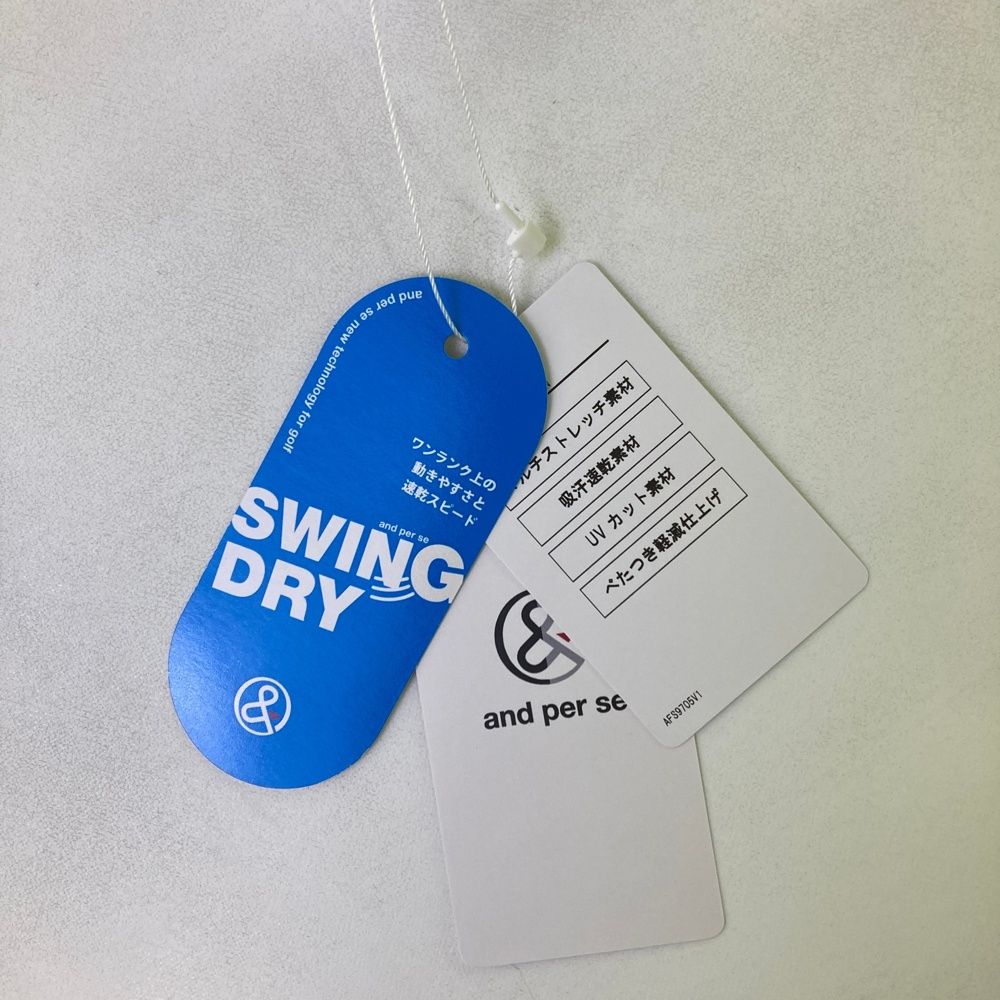 and per se new technology for golf
ワンランク上の
動きやすさと
速乾スピード
and per se
SWING
DRY
ルチストレッチ素材
吸汗速乾素材
UV カット素材
べたつき軽減仕上げ
AFS9705V1
and per se